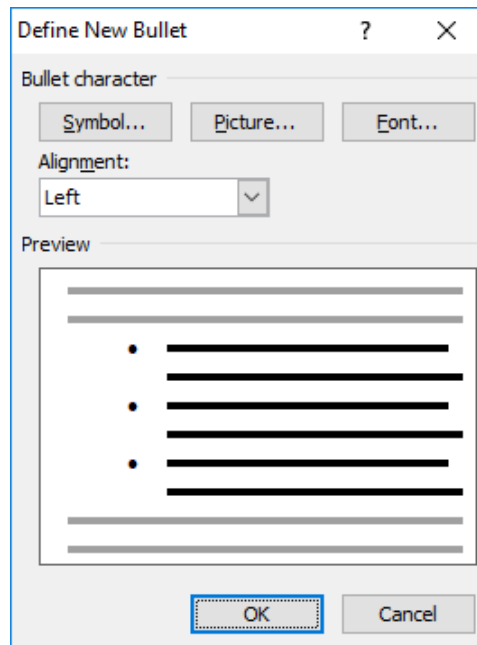 Define New Bullet ? ×
Bullet character
Symbol... Picture... Font...
Alignment:
Left
Preview
OK Cancel